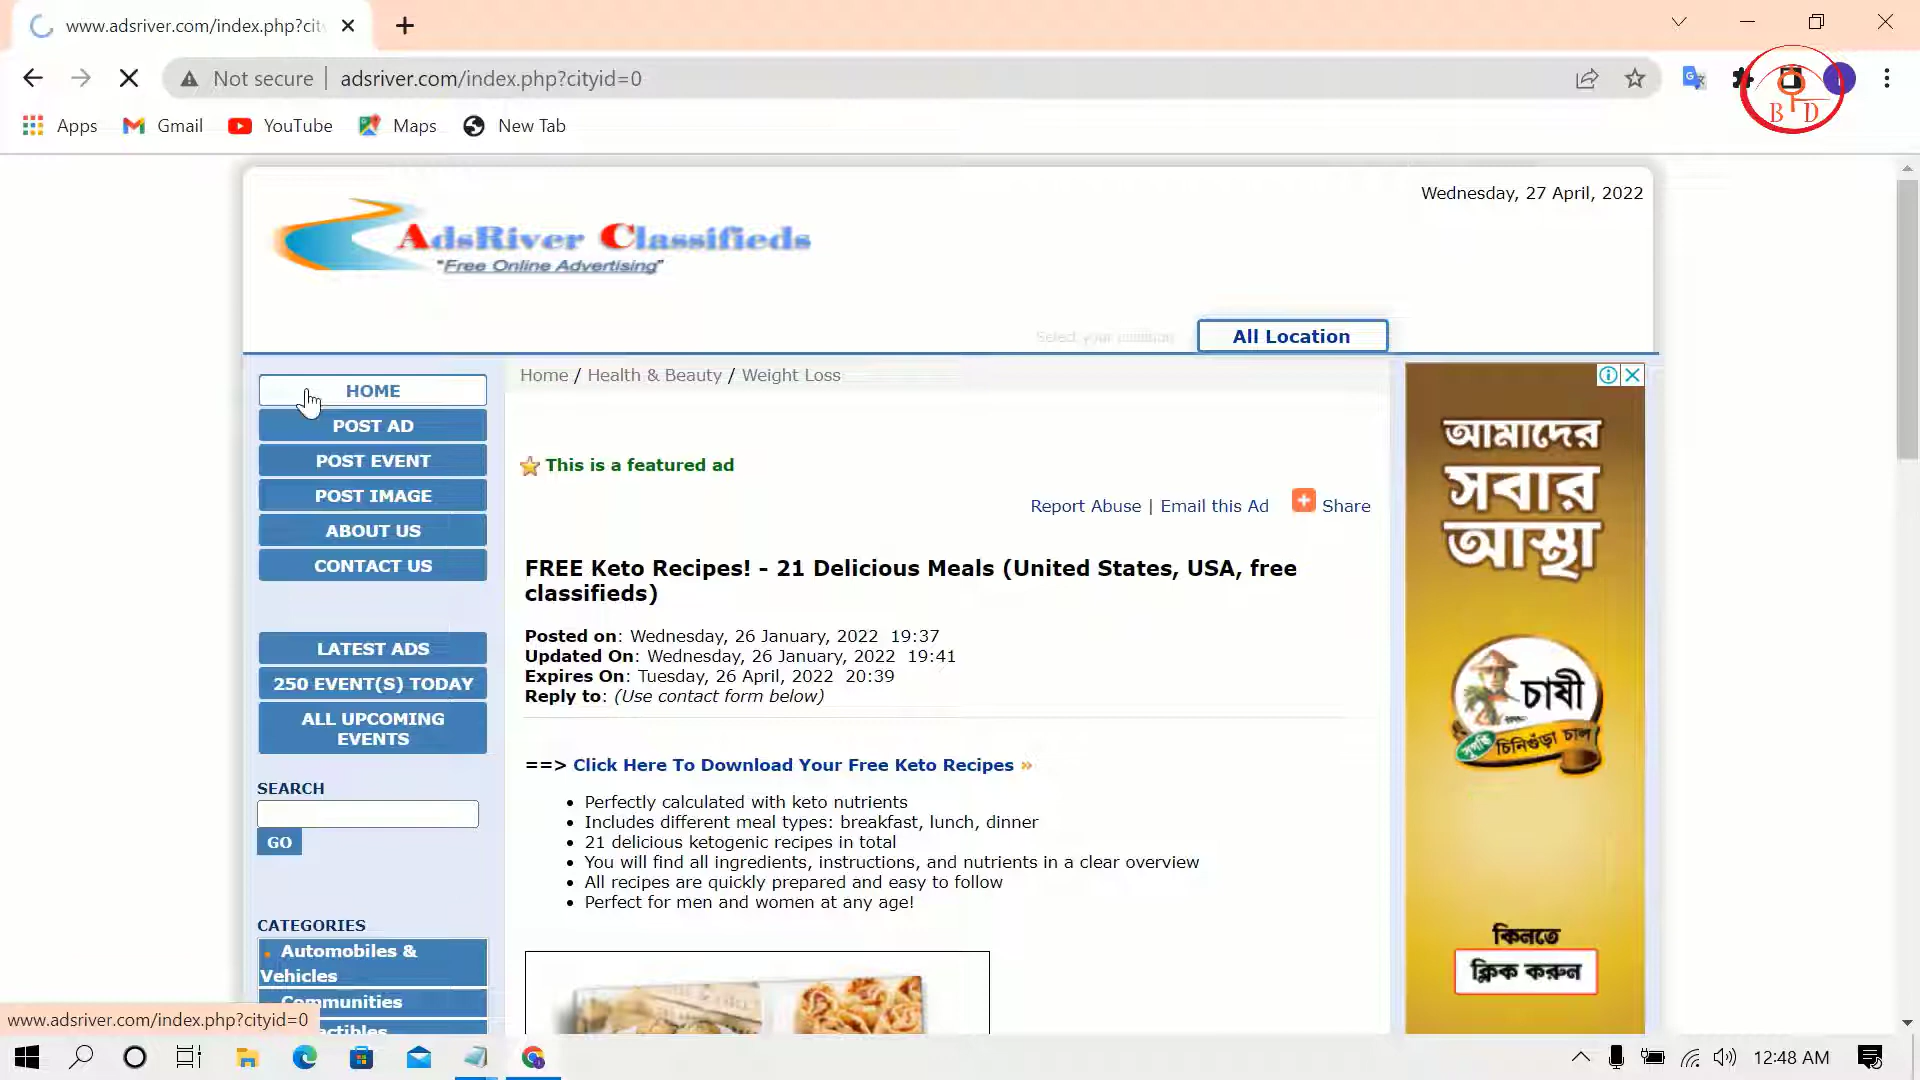 www.adsriver.com/index.php?cit
Not secure
adsriver.com/index.php?cityid=0
Apps
Gmail
YouTube
Maps
New Tab
B D
Wednesday, 27 April, 2022
AdsRiver Classifieds
"Free Online Advertising"
Select your
All Location
HOME
POST AD
POST EVENT
POST IMAGE
ABOUT US
CONTACT US
LATEST ADS
250 EVENT(S) TODAY
ALL UPCOMING
EVENTS
SEARCH
GO
CATEGORIES
Automobiles &
Vehicles
Communities
Home / Health & Beauty / Weight Loss
This is a featured ad
Report Abuse | Email this Ad
Share
FREE Keto Recipes! - 21 Delicious Meals (United States, USA, free
classifieds)
Posted on: Wednesday, 26 January, 2022 19:37
Updated On: Wednesday, 26 January, 2022 19:41
Expires On: Tuesday, 26 April, 2022 20:39
Reply to: (Use contact form below)
==> Click Here To Download Your Free Keto Recipes »
• Perfectly calculated with keto nutrients
• Includes different meal types: breakfast, lunch, dinner
• 21 delicious ketogenic recipes in total
• You will find all ingredients, instructions, and nutrients in a clear overview
• All recipes are quickly prepared and easy to follow
• Perfect for men and women at any age!
আমাদের
সবার
আস্থা
চাষী
সুগন্ধি চিনিগুঁড়া চাল
কিনতে
ক্লিক করুন
www.adsriver.com/index.php?cityid=0
12:48 AM